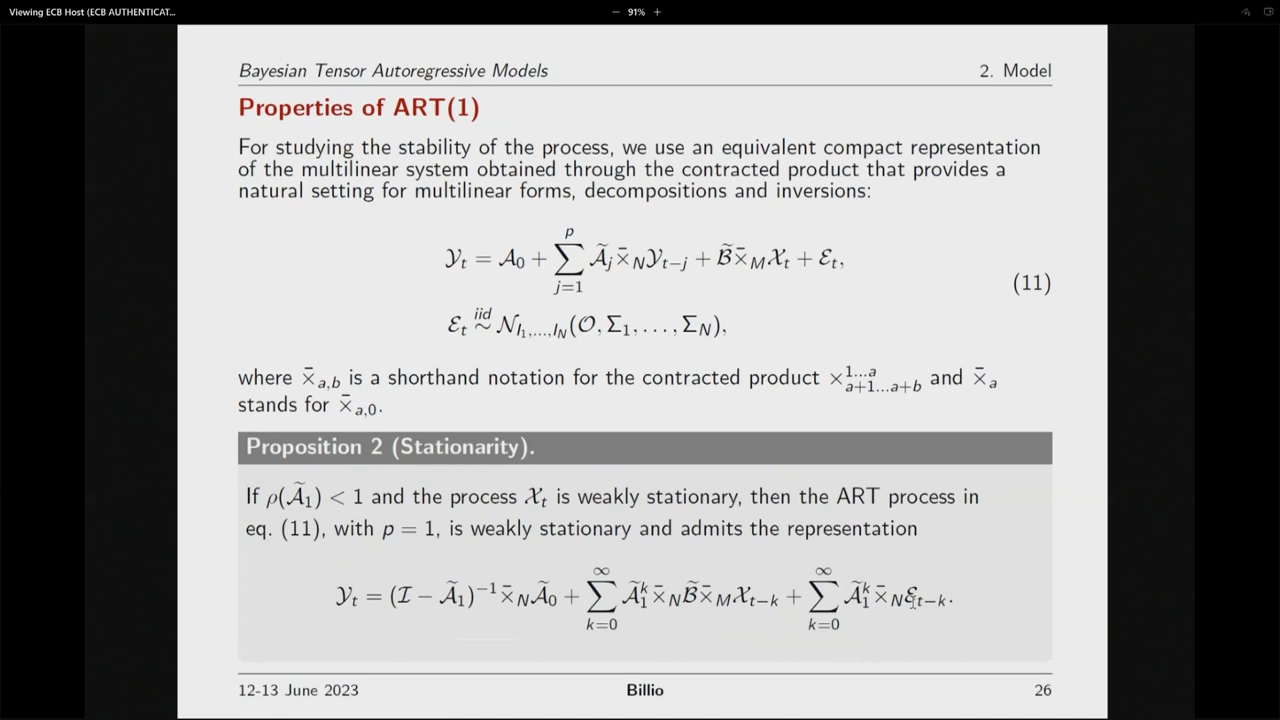 Viewing ECB Host (ECB AUTHENTICAT...
− 91% +
Bayesian Tensor Autoregressive Models 2. Model
Properties of ART(1)
For studying the stability of the process, we use an equivalent compact representation
of the multilinear system obtained through the contracted product that provides a
natural setting for multilinear forms, decompositions and inversions:
𝒴_t = 𝒜_0 + ∑_{j=1}^{p} 𝒜̃_j ×̄_N 𝒴_{t−j} + ℬ̃ ×̄_M 𝒳_t + ℰ_t,
(11)
ℰ_t ~^{iid} 𝒩_{I_1,...,I_N}(𝒪, Σ_1, . . . , Σ_N),
where ×̄_{a,b} is a shorthand notation for the contracted product ×^{1...a}_{a+1...a+b} and ×̄_a
stands for ×̄_{a,0}.
Proposition 2 (Stationarity).
If ρ(𝒜̃_1) < 1 and the process 𝒳_t is weakly stationary, then the ART process in
eq. (11), with p = 1, is weakly stationary and admits the representation
𝒴_t = (ℐ − 𝒜̃_1)^{−1} ×̄_N 𝒜̃_0 + ∑_{k=0}^{∞} 𝒜̃_1^k ×̄_N ℬ̃ ×̄_M 𝒳_{t−k} + ∑_{k=0}^{∞} 𝒜̃_1^k ×̄_N ℰ_{t−k}.
12-13 June 2023 Billio 26